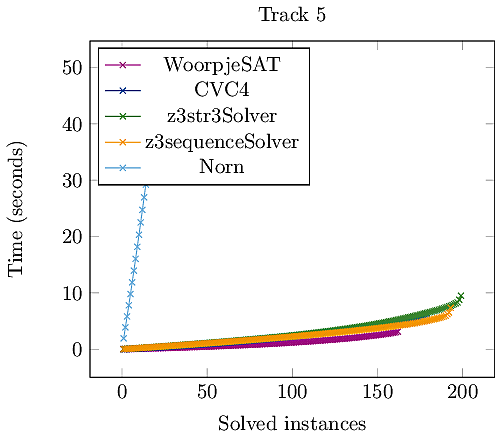 Track 5
WoorpjeSAT
CVC4
z3str3Solver
z3sequenceSolver
Norn
Time (seconds)
50
40
30
20
10
0
0 50 100 150 200
Solved instances